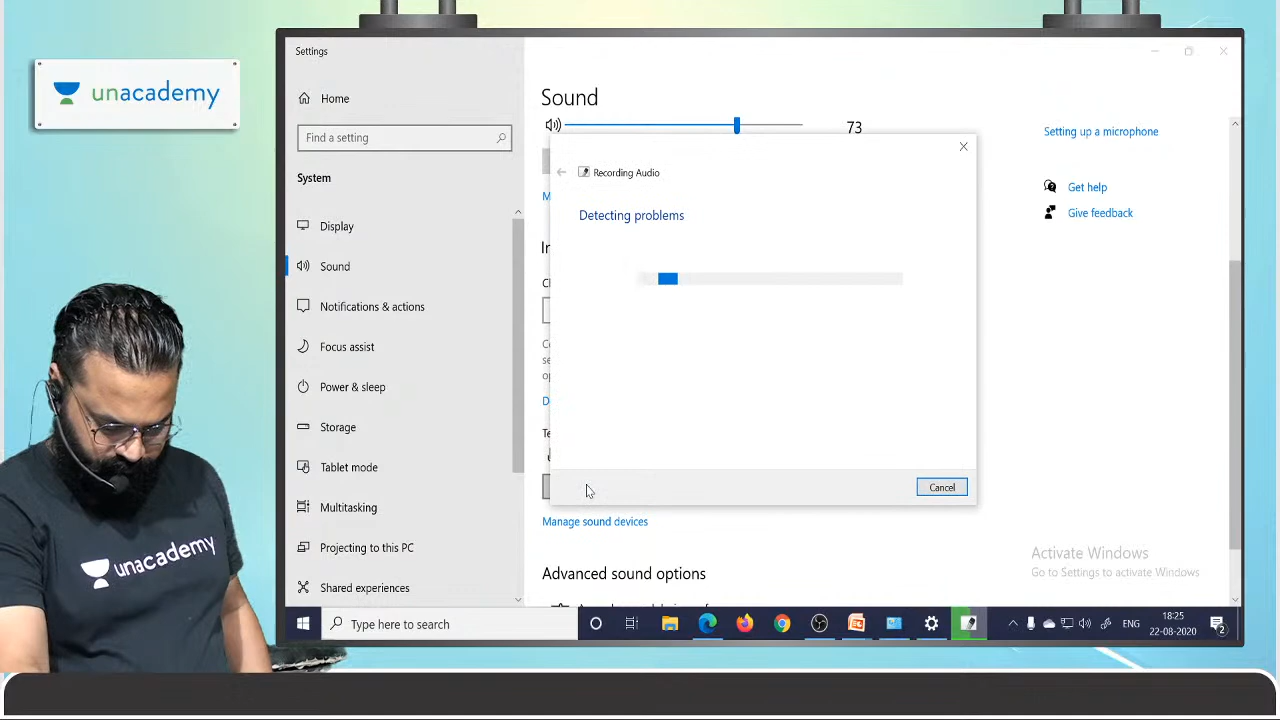 unacademy
Settings
Home
Find a setting
System
Display
Sound
Notifications & actions
Focus assist
Power & sleep
Storage
Tablet mode
Multitasking
Projecting to this PC
Shared experiences
Sound
73
Setting up a microphone
Get help
Give feedback
Recording Audio
Detecting problems
Cancel
Manage sound devices
Advanced sound options
Activate Windows
Go to Settings to activate Windows
Type here to search
ENG
18:25
22-08-2020
2
unacademy